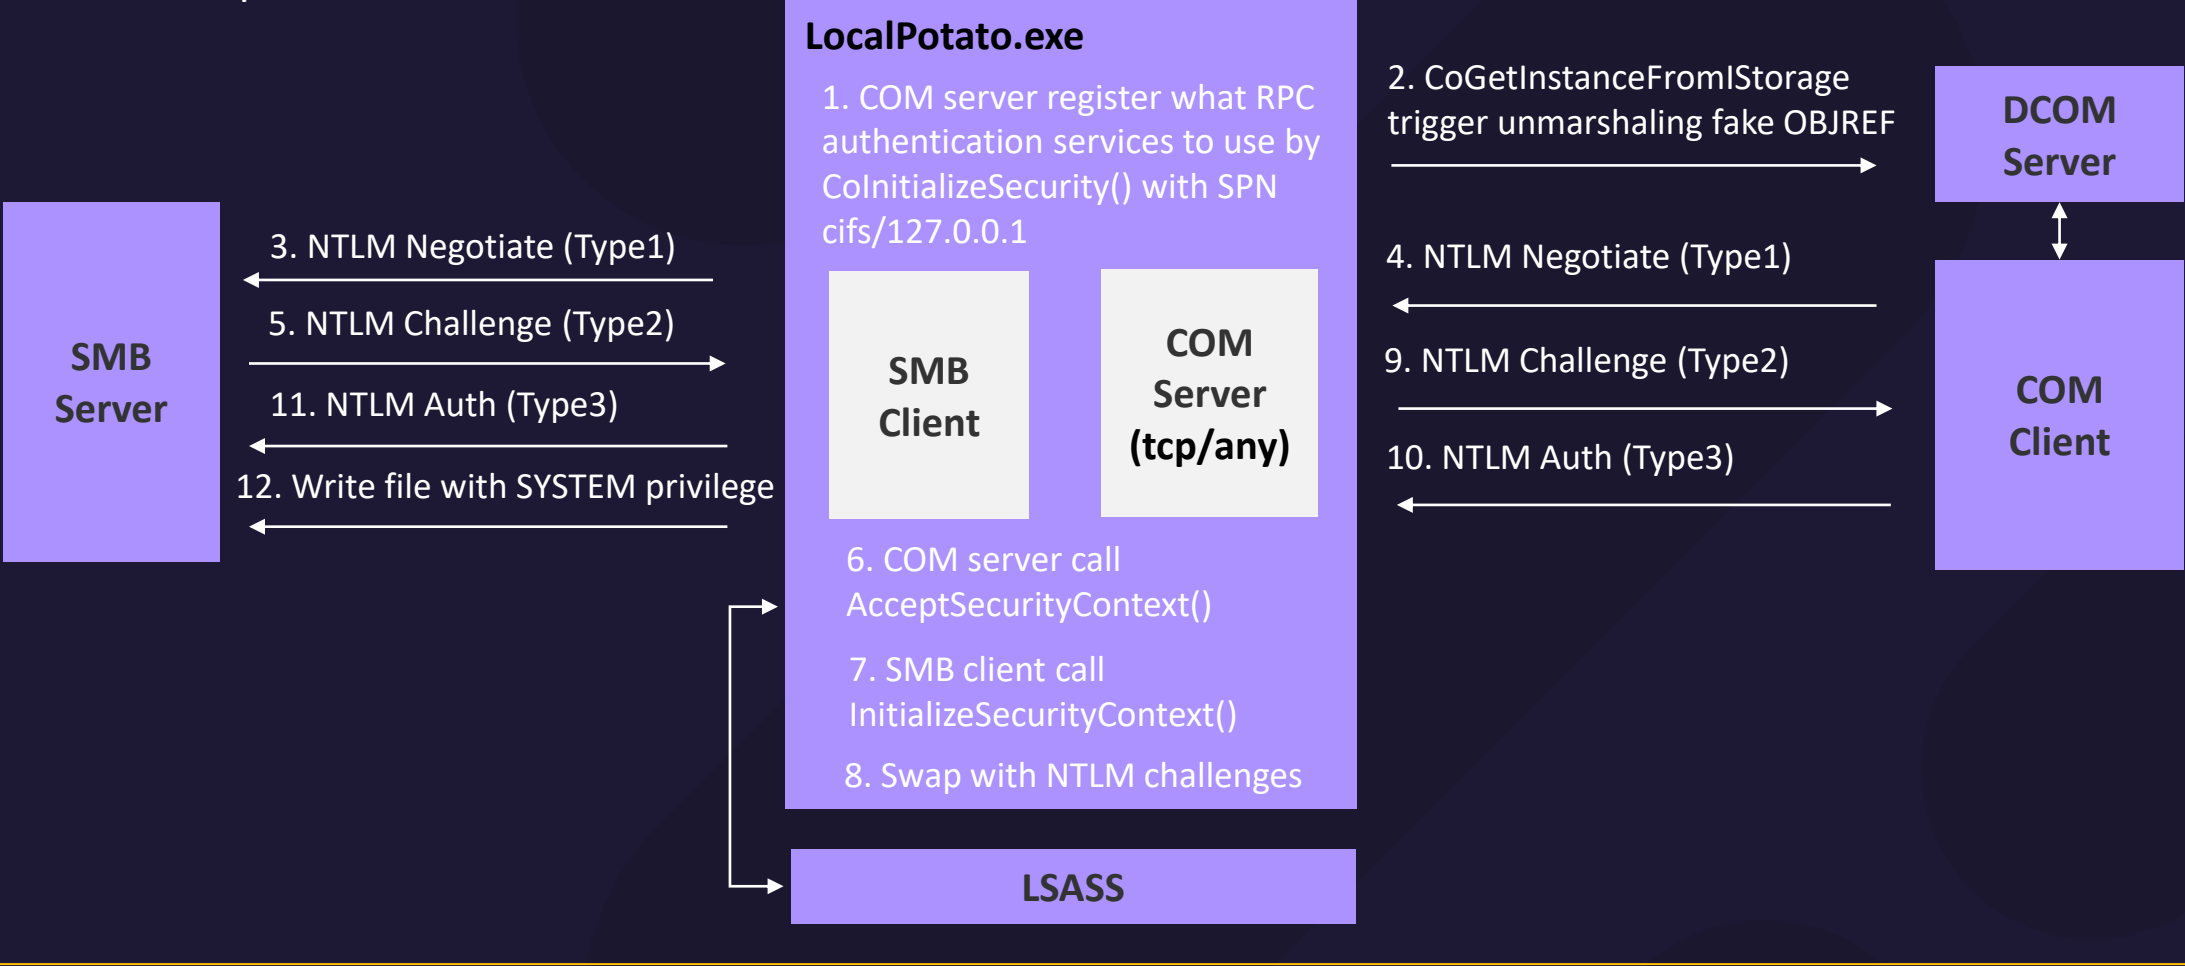 LocalPotato.exe
1. COM server register what RPC
authentication services to use by
CoInitializeSecurity() with SPN
cifs/127.0.0.1
2. CoGetInstanceFromIStorage
trigger unmarshaling fake OBJREF
DCOM
Server
3. NTLM Negotiate (Type1)
4. NTLM Negotiate (Type1)
5. NTLM Challenge (Type2)
9. NTLM Challenge (Type2)
11. NTLM Auth (Type3)
10. NTLM Auth (Type3)
12. Write file with SYSTEM privilege
SMB
Server
SMB
Client
COM
Server
(tcp/any)
COM
Client
6. COM server call
AcceptSecurityContext()
7. SMB client call
InitializeSecurityContext()
8. Swap with NTLM challenges
LSASS